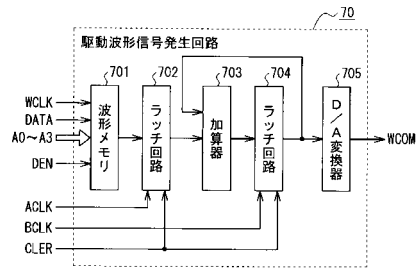 70
駆動波形信号発生回路
701
702
703
704
705
WCLK
DATA
A0～A3
DEN
波形メモリ
ラッチ回路
加算器
ラッチ回路
D/A変換器
WCOM
ACLK
BCLK
CLER